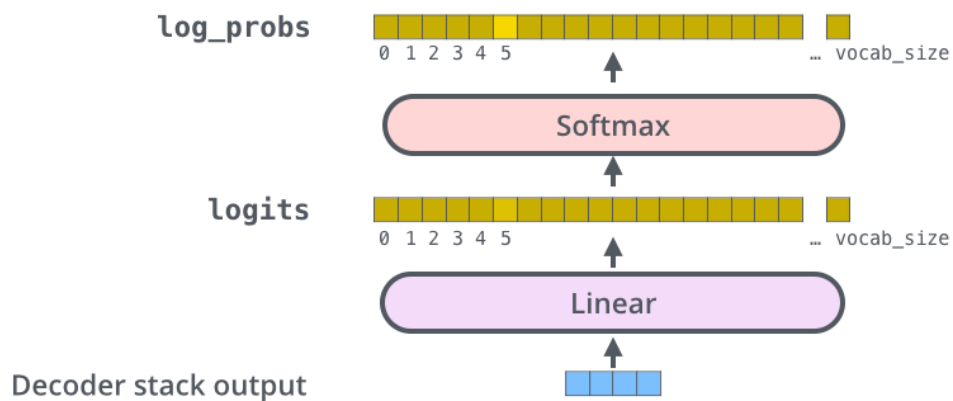 log_probs
0 1 2 3 4 5 … vocab_size
Softmax
logits
0 1 2 3 4 5 … vocab_size
Linear
Decoder stack output